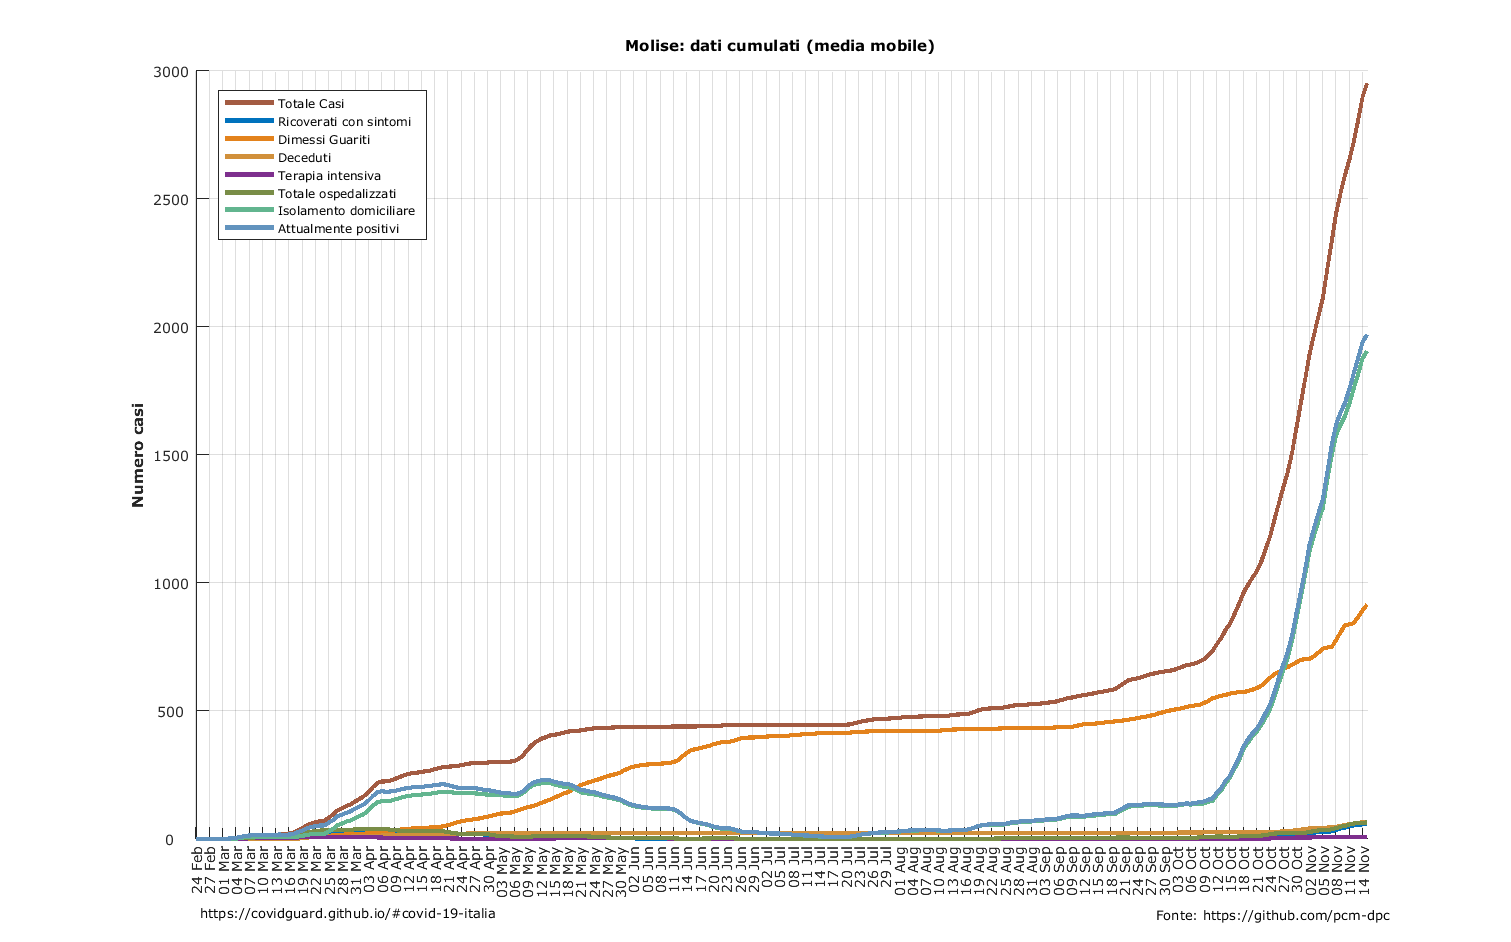 Molise: dati cumulati (media mobile)
3000
2500
2000
1500
1000
500
0
Numero casi
Totale Casi
Ricoverati con sintomi
Dimessi Guariti
Deceduti
Terapia intensiva
Totale ospedalizzati
Isolamento domiciliare
Attualmente positivi
24 Feb
27 Feb
01 Mar
04 Mar
07 Mar
10 Mar
13 Mar
16 Mar
19 Mar
22 Mar
25 Mar
28 Mar
31 Mar
03 Apr
06 Apr
09 Apr
12 Apr
15 Apr
18 Apr
21 Apr
24 Apr
27 Apr
30 Apr
03 May
06 May
09 May
12 May
15 May
18 May
21 May
24 May
27 May
30 May
02 Jun
05 Jun
08 Jun
11 Jun
14 Jun
17 Jun
20 Jun
23 Jun
26 Jun
29 Jun
02 Jul
05 Jul
08 Jul
11 Jul
14 Jul
17 Jul
20 Jul
23 Jul
26 Jul
29 Jul
01 Aug
04 Aug
07 Aug
10 Aug
13 Aug
16 Aug
19 Aug
22 Aug
25 Aug
28 Aug
31 Aug
03 Sep
06 Sep
09 Sep
12 Sep
15 Sep
18 Sep
21 Sep
24 Sep
27 Sep
30 Sep
03 Oct
06 Oct
09 Oct
12 Oct
15 Oct
18 Oct
21 Oct
24 Oct
27 Oct
30 Oct
02 Nov
05 Nov
08 Nov
11 Nov
14 Nov
https://covidguard.github.io/#covid-19-italia
Fonte: https://github.com/pcm-dpc